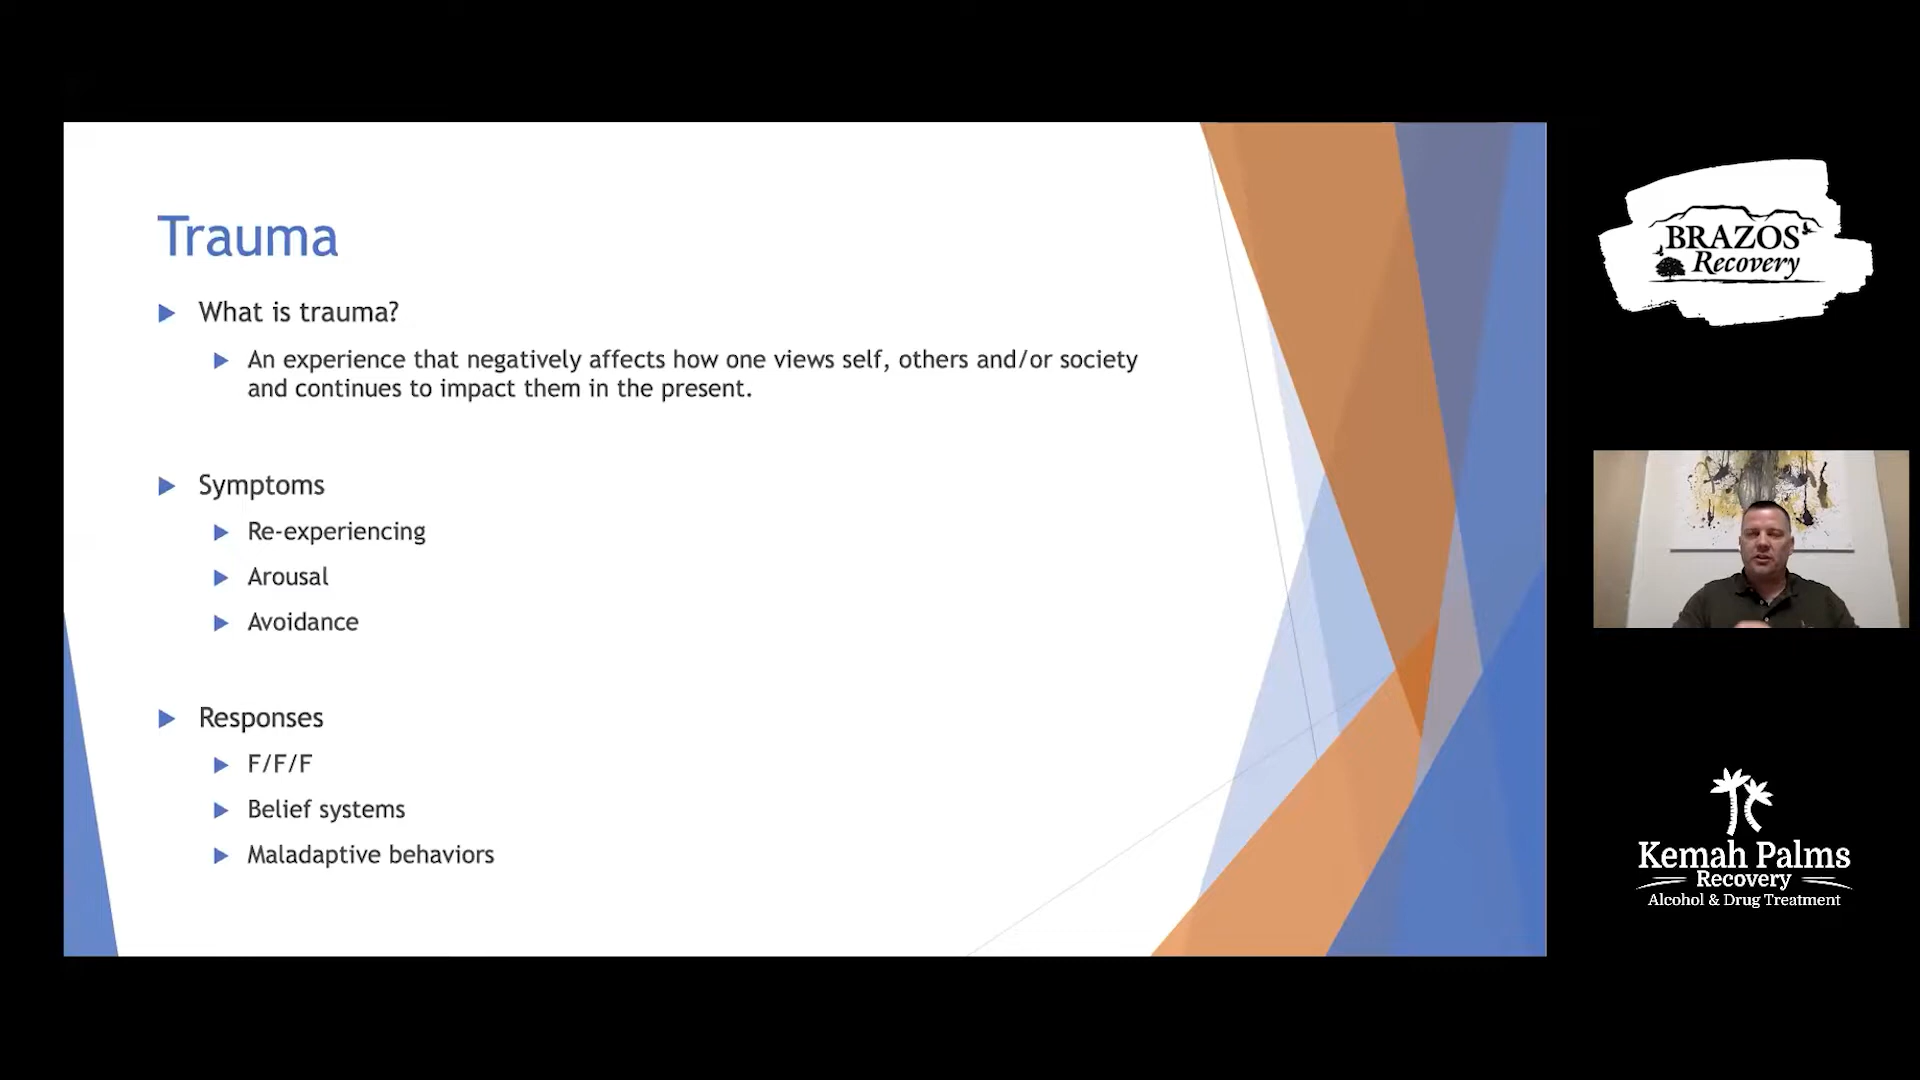 Trauma
What is trauma?
An experience that negatively affects how one views self, others and/or society
and continues to impact them in the present.
Symptoms
Re-experiencing
Arousal
Avoidance
Responses
F/F/F
Belief systems
Maladaptive behaviors
BRAZOS
Recovery
Kemah Palms
Recovery
Alcohol & Drug Treatment